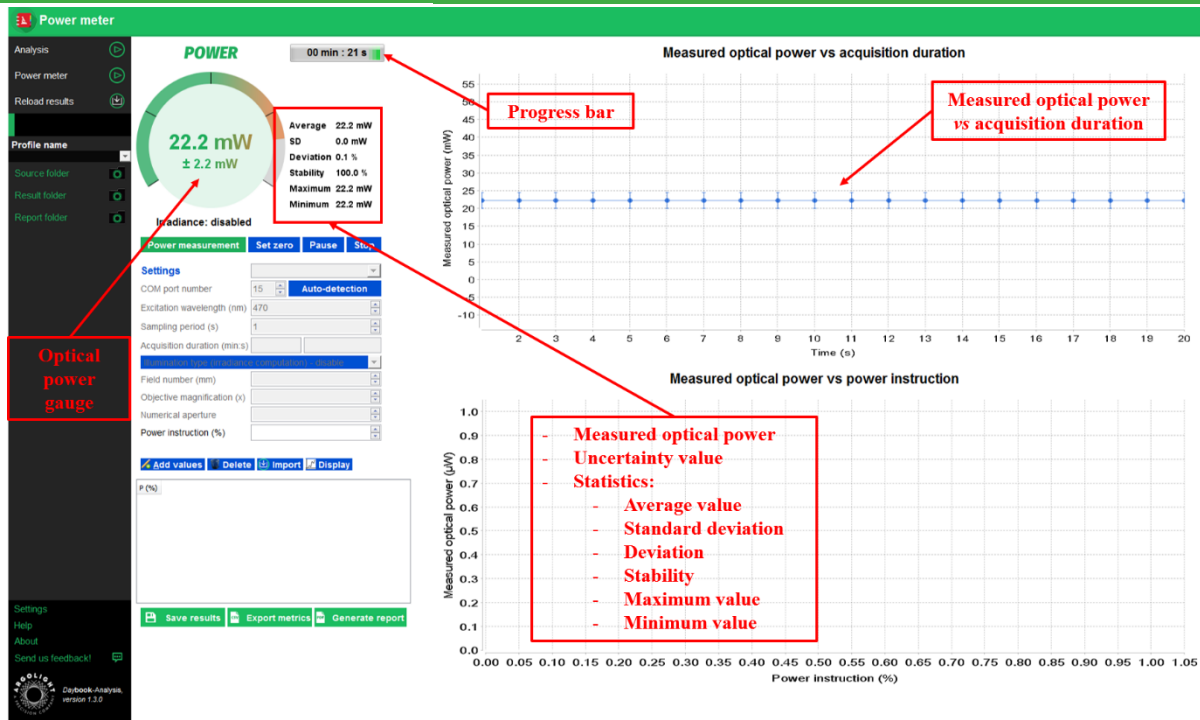 Power meter
Analysis
Power meter
Reload results
Profile name
Source folder
Result folder
Report folder
Settings
Help
About
Send us feedback!
ARGOLIGHT
Daybook-Analysis,
version 1.3.0
POWER
00 min : 21 s
22.2 mW
± 2.2 mW
Average 22.2 mW
SD 0.0 mW
Deviation 0.1 %
Stability 100.0 %
Maximum 22.2 mW
Minimum 22.2 mW
Irradiance: disabled
Power measurement Set zero Pause Stop
Settings
COM port number 15 Auto-detection
Excitation wavelength (nm) 470
Sampling period (s) 1
Acquisition duration (min:s)
Illumination type (irradiance computation) - disable
Field number (mm)
Objective magnification (x)
Numerical aperture
Power instruction (%)
Add values Delete Import Display
P (%)
Save results Export metrics Generate report
Progress bar
Optical
power
gauge
Measured optical power vs acquisition duration
Measured optical power
vs acquisition duration
Measured optical power (mW)
55
50
45
40
35
30
25
20
15
10
5
0
-5
-10
2 3 4 5 6 7 8 9 10 11 12 13 14 15 16 17 18 19 20
Time (s)
Measured optical power vs power instruction
Measured optical power (µW)
1.0
0.9
0.8
0.7
0.6
0.5
0.4
0.3
0.2
0.1
0.0
- Measured optical power
- Uncertainty value
- Statistics:
- Average value
- Standard deviation
- Deviation
- Stability
- Maximum value
- Minimum value
0.00 0.05 0.10 0.15 0.20 0.25 0.30 0.35 0.40 0.45 0.50 0.55 0.60 0.65 0.70 0.75 0.80 0.85 0.90 0.95 1.00 1.05
Power instruction (%)